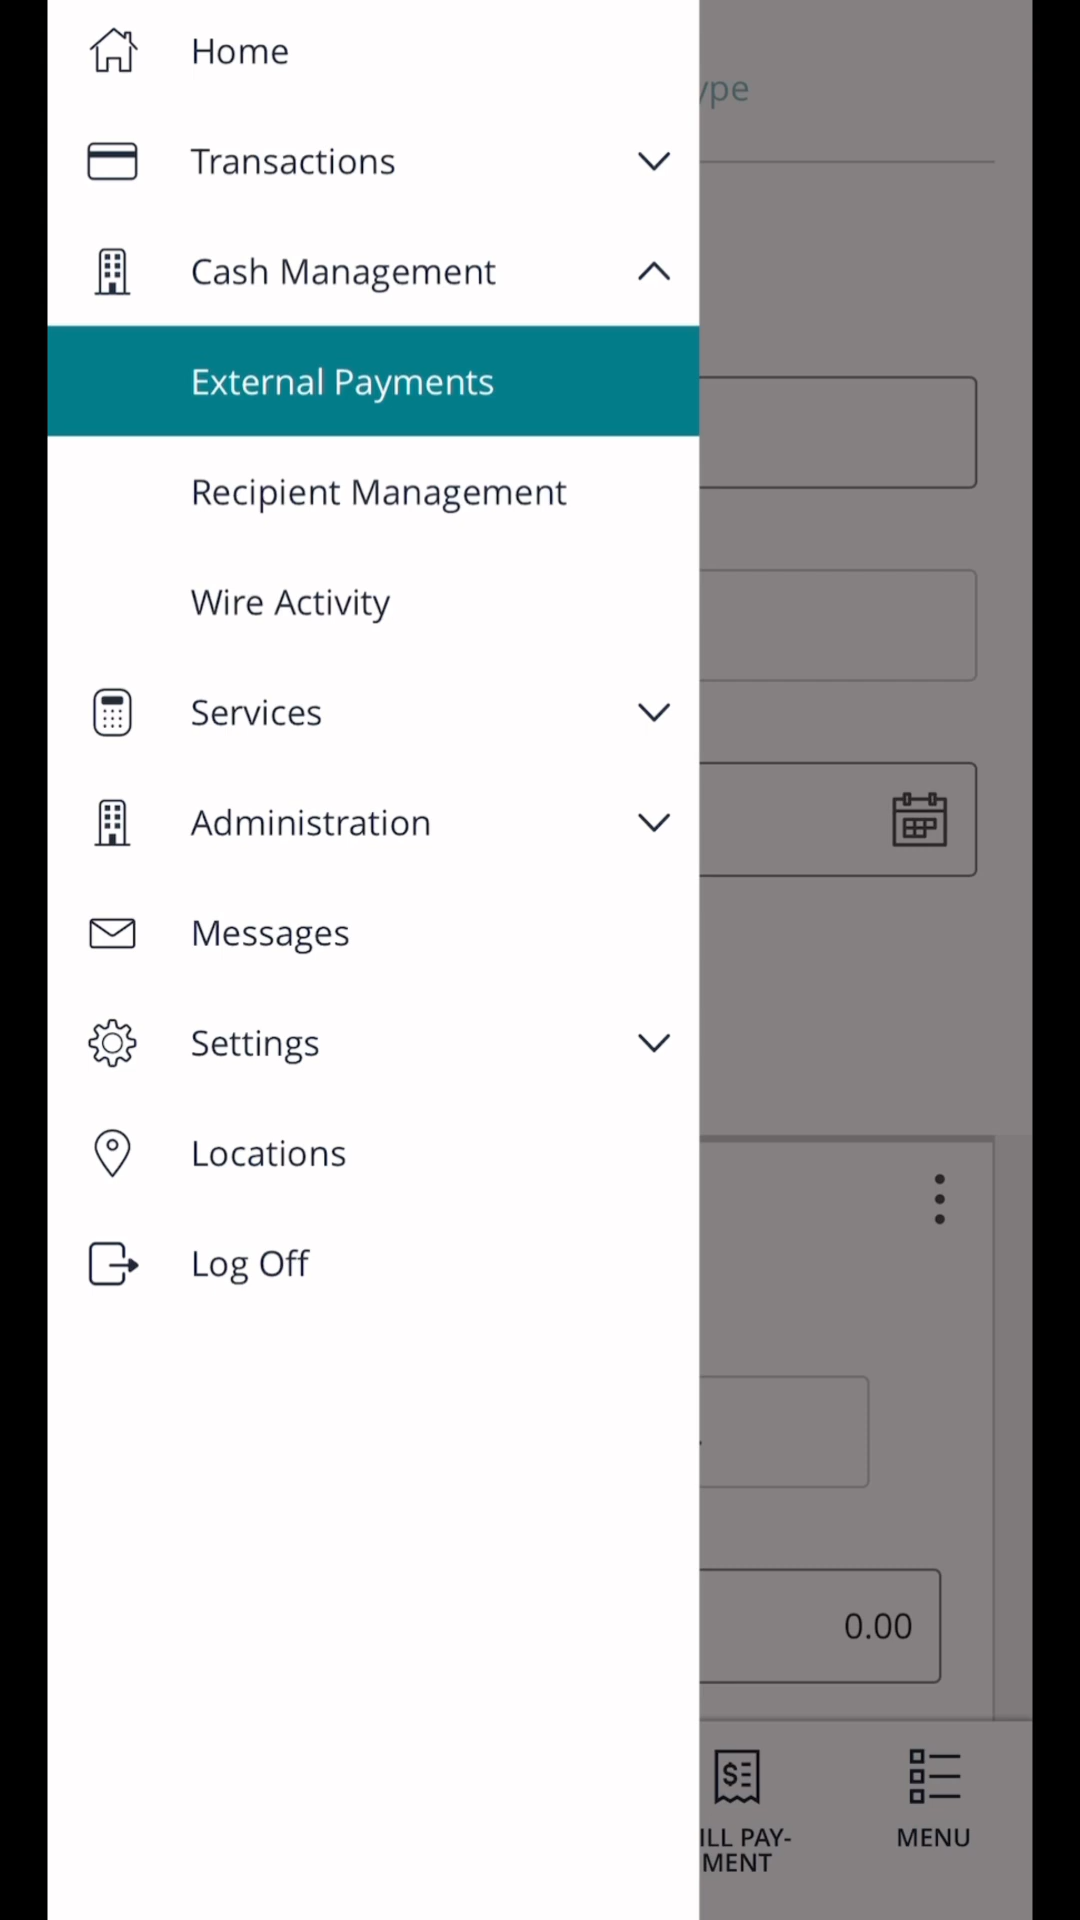 Home
Transactions
Cash Management
External Payments
Recipient Management
Wire Activity
Services
Administration
Messages
Settings
Locations
Log Off
ype
0.00
ILL PAY-
MENT
MENU